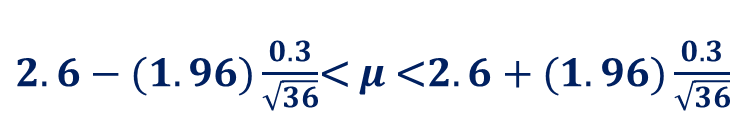 2.6 − (1.96) 0.3/√36 < μ < 2.6 + (1.96) 0.3/√36